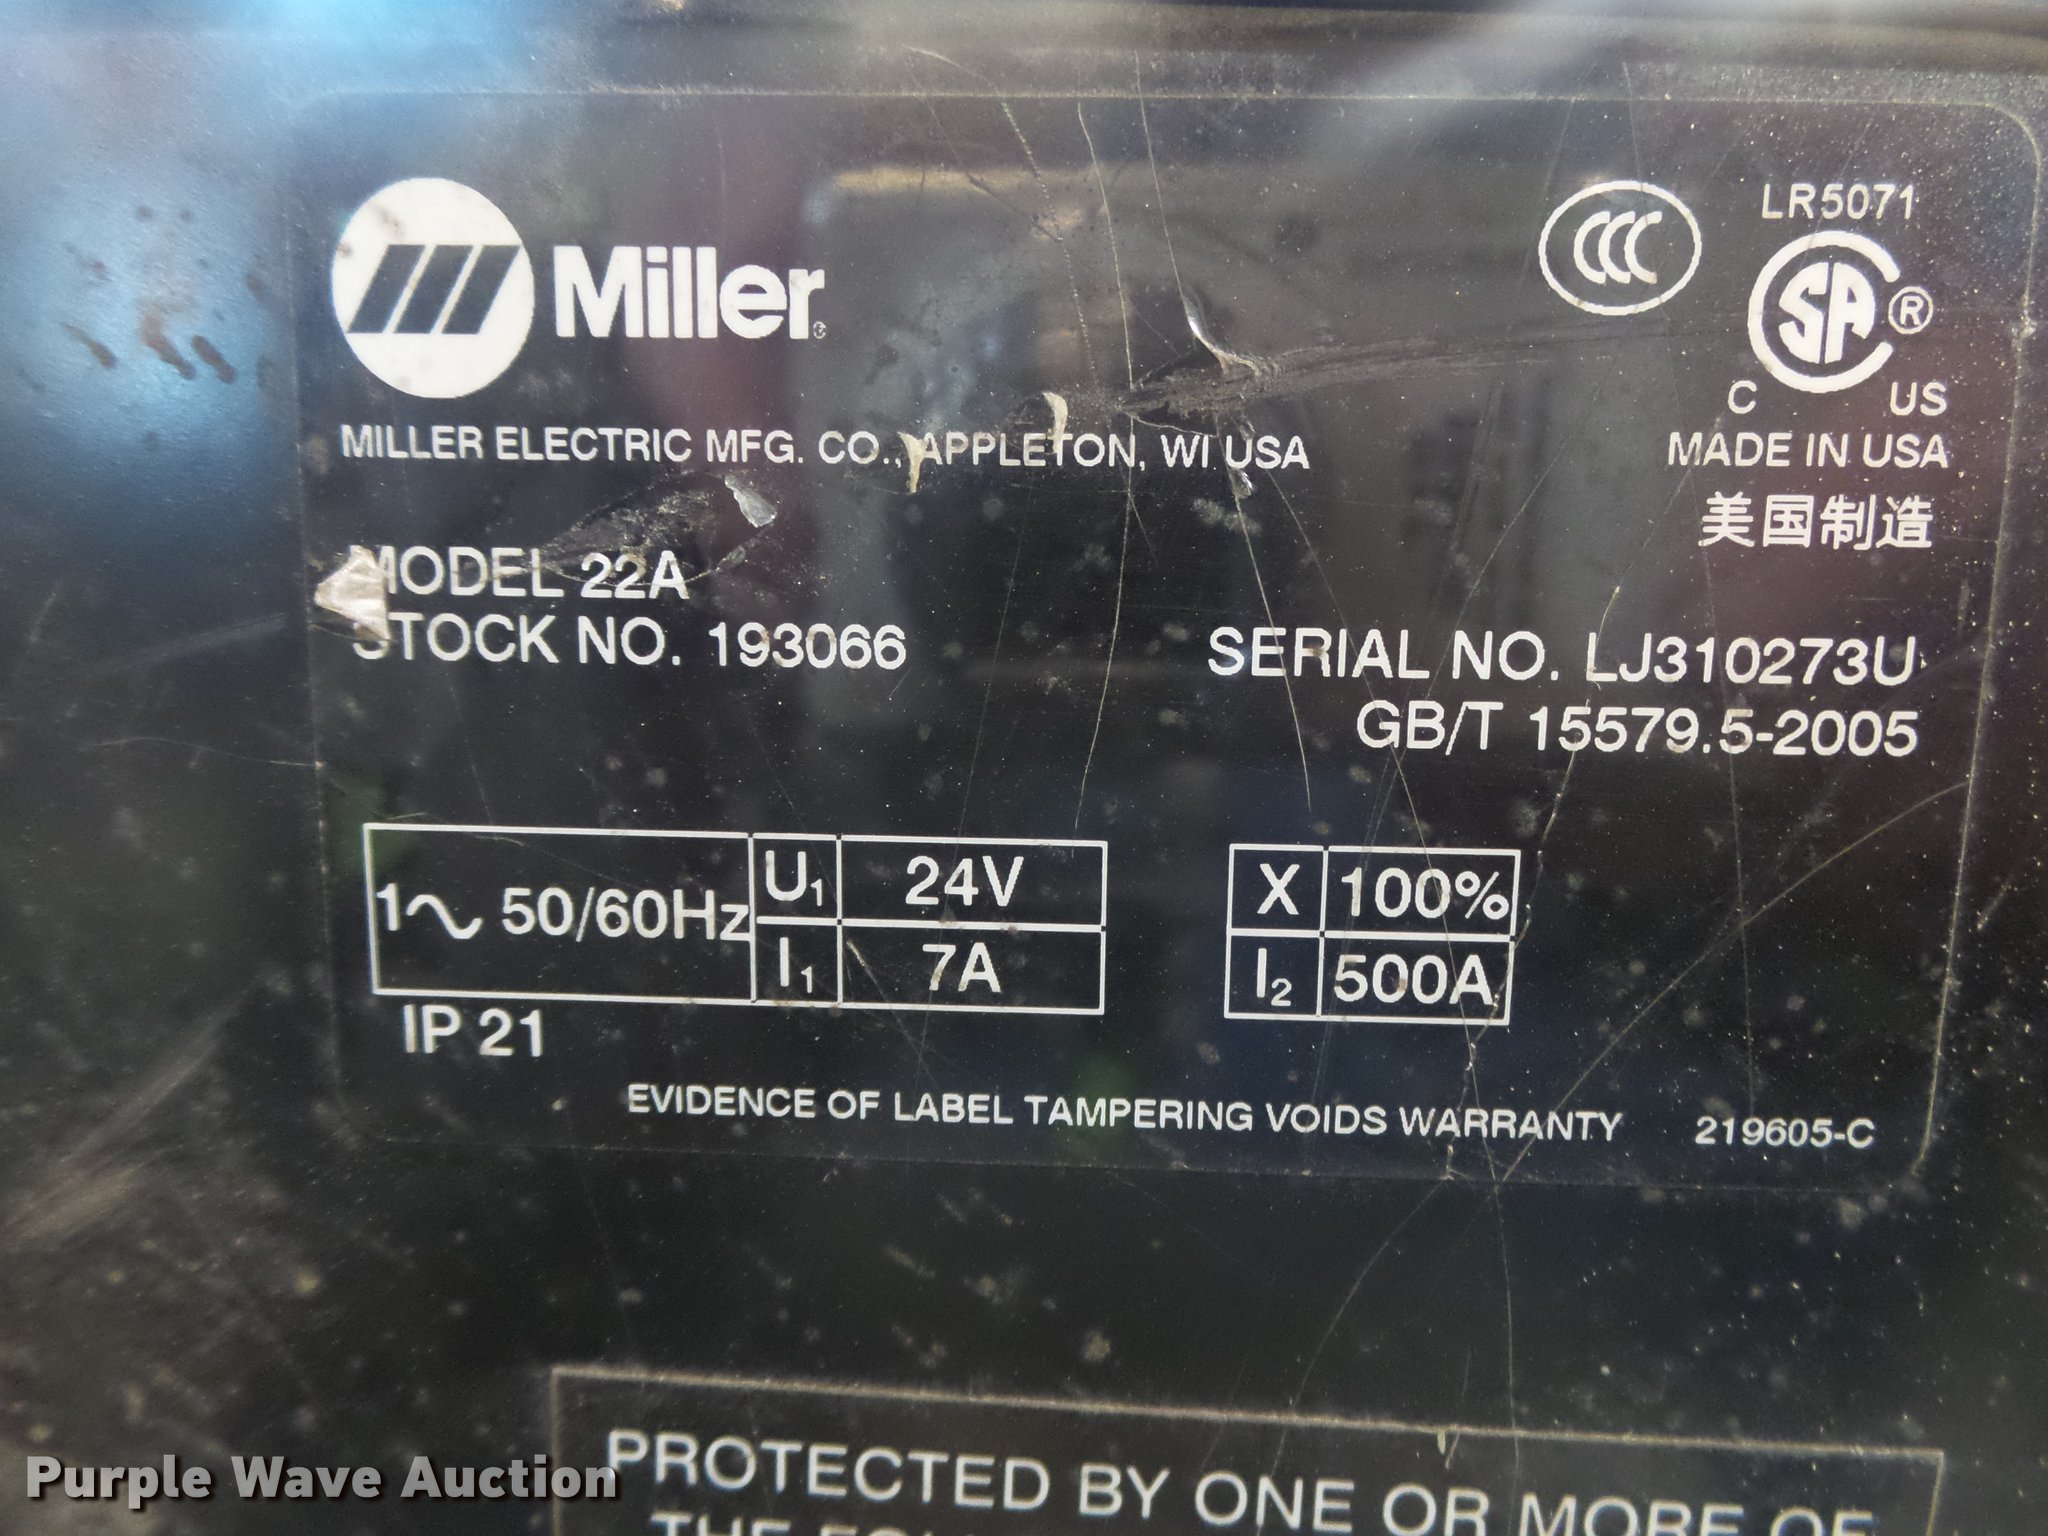 Miller®
CCC
LR5071
SA®
C US
MILLER ELECTRIC MFG. CO., APPLETON, WI USA
MADE IN USA
美国制造
MODEL 22A
STOCK NO. 193066
SERIAL NO. LJ310273U
GB/T 15579.5-2005
1~ 50/60Hz
U1 24V
I1 7A
X 100%
I2 500A
IP 21
EVIDENCE OF LABEL TAMPERING VOIDS WARRANTY 219605-C
PROTECTED BY ONE OR MORE OF
THE
Purple Wave Auction